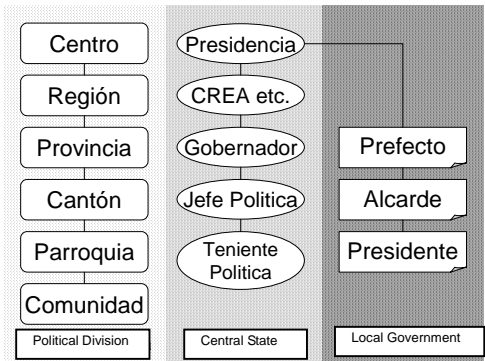 Centro
Región
Provincia
Cantón
Parroquia
Comunidad
Political Division
Presidencia
CREA etc.
Gobernador
Jefe Politica
Teniente
Politica
Central State
Prefecto
Alcarde
Presidente
Local Government